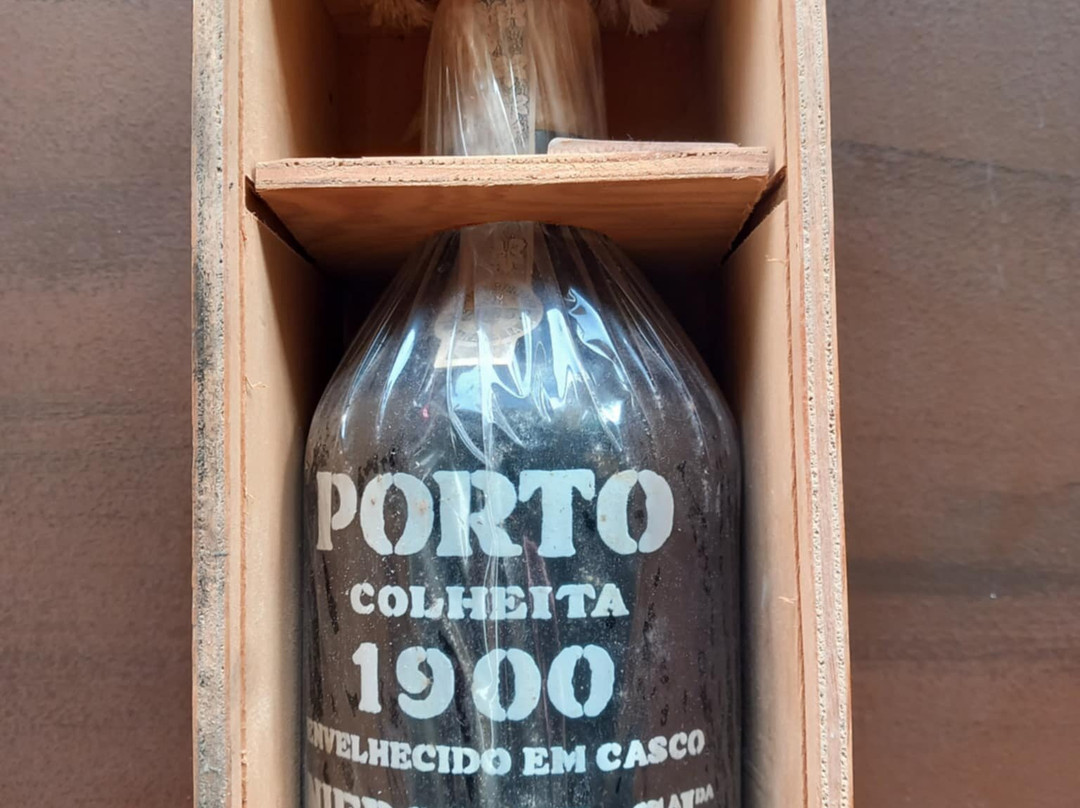 PORTO
COLHEITA
1900
ENVELHECIDO EM CASCO